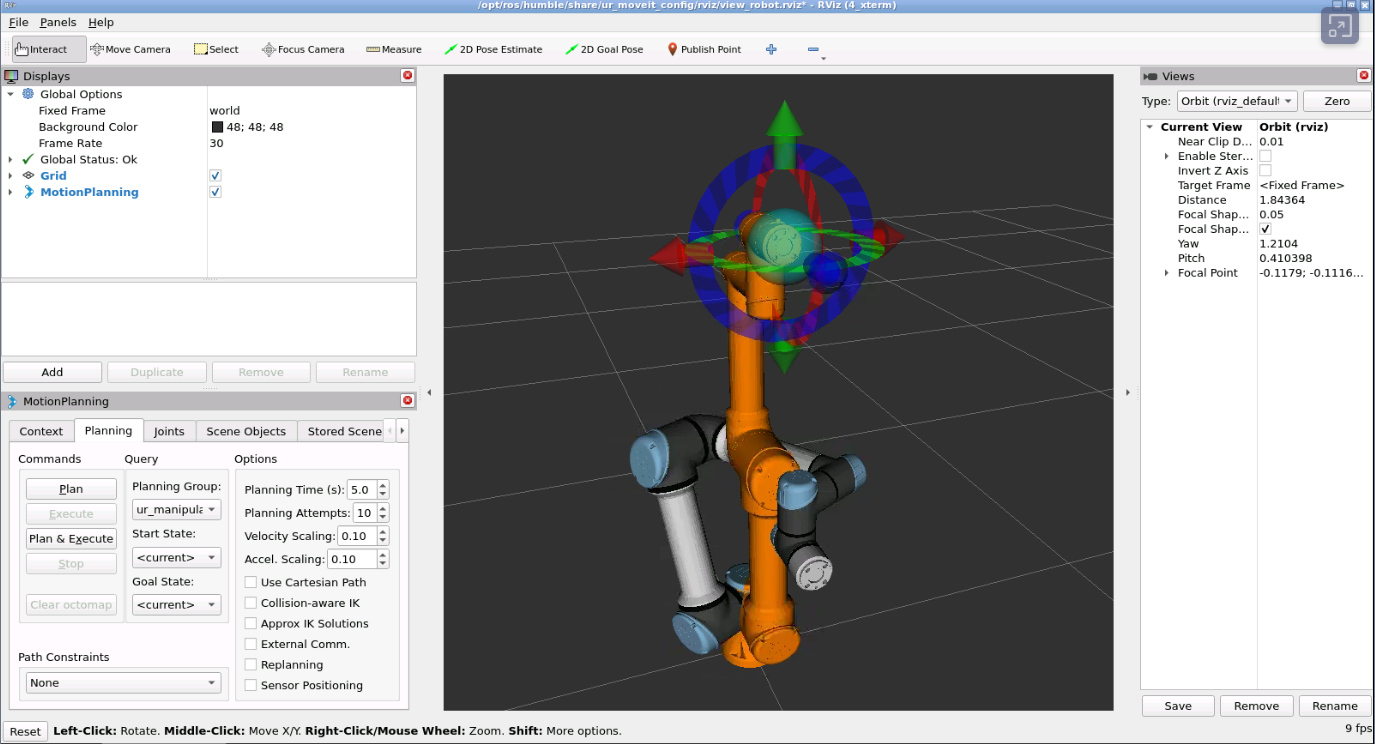 /opt/ros/humble/share/ur_moveit_config/rviz/view_robot.rviz* - RViz (4_xterm)
File Panels Help
Interact Move Camera Select Focus Camera Measure 2D Pose Estimate 2D Goal Pose Publish Point
Displays
Global Options
Fixed Frame world
Background Color 48; 48; 48
Frame Rate 30
Global Status: Ok
Grid
MotionPlanning
Add Duplicate Remove Rename
MotionPlanning
Context Planning Joints Scene Objects Stored Scene
Commands Query Options
Plan
Execute
Plan & Execute
Stop
Clear octomap
Planning Group:
ur_manipula
Start State:
<current>
Goal State:
<current>
Planning Time (s): 5.0
Planning Attempts: 10
Velocity Scaling: 0.10
Accel. Scaling: 0.10
Use Cartesian Path
Collision-aware IK
Approx IK Solutions
External Comm.
Replanning
Sensor Positioning
Path Constraints
None
Reset Left-Click: Rotate. Middle-Click: Move X/Y. Right-Click/Mouse Wheel: Zoom. Shift: More options.
Views
Type: Orbit (rviz_default Zero
Current View Orbit (rviz)
Near Clip D... 0.01
Enable Ster...
Invert Z Axis
Target Frame <Fixed Frame>
Distance 1.84364
Focal Shap... 0.05
Focal Shap...
Yaw 1.2104
Pitch 0.410398
Focal Point -0.1179; -0.1116...
Save Remove Rename
9 fps